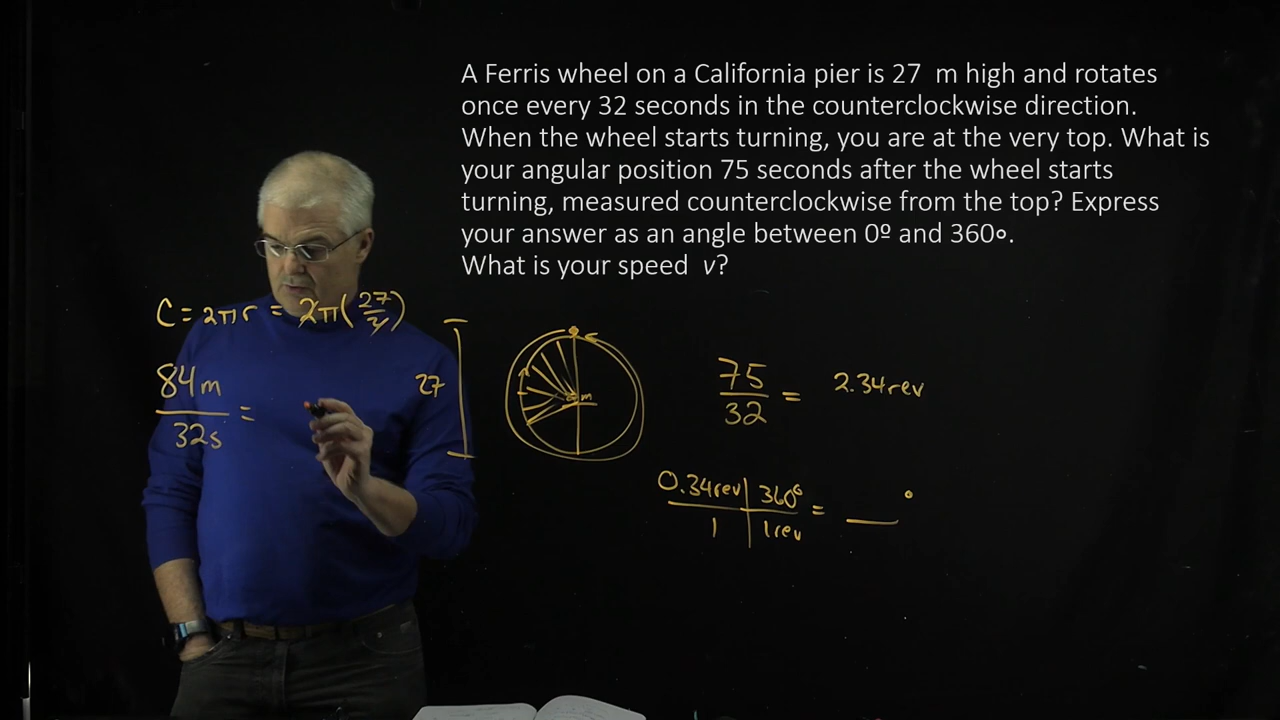 A Ferris wheel on a California pier is 27 m high and rotates
once every 32 seconds in the counterclockwise direction.
When the wheel starts turning, you are at the very top. What is
your angular position 75 seconds after the wheel starts
turning, measured counterclockwise from the top? Express
your answer as an angle between 0º and 360∘.
What is your speed v?
C = 2πr = 2π(27/2)
84m
32s =
27
m
75
32 =
2.34rev
0.34rev | 360° = __ °
1 | 1rev